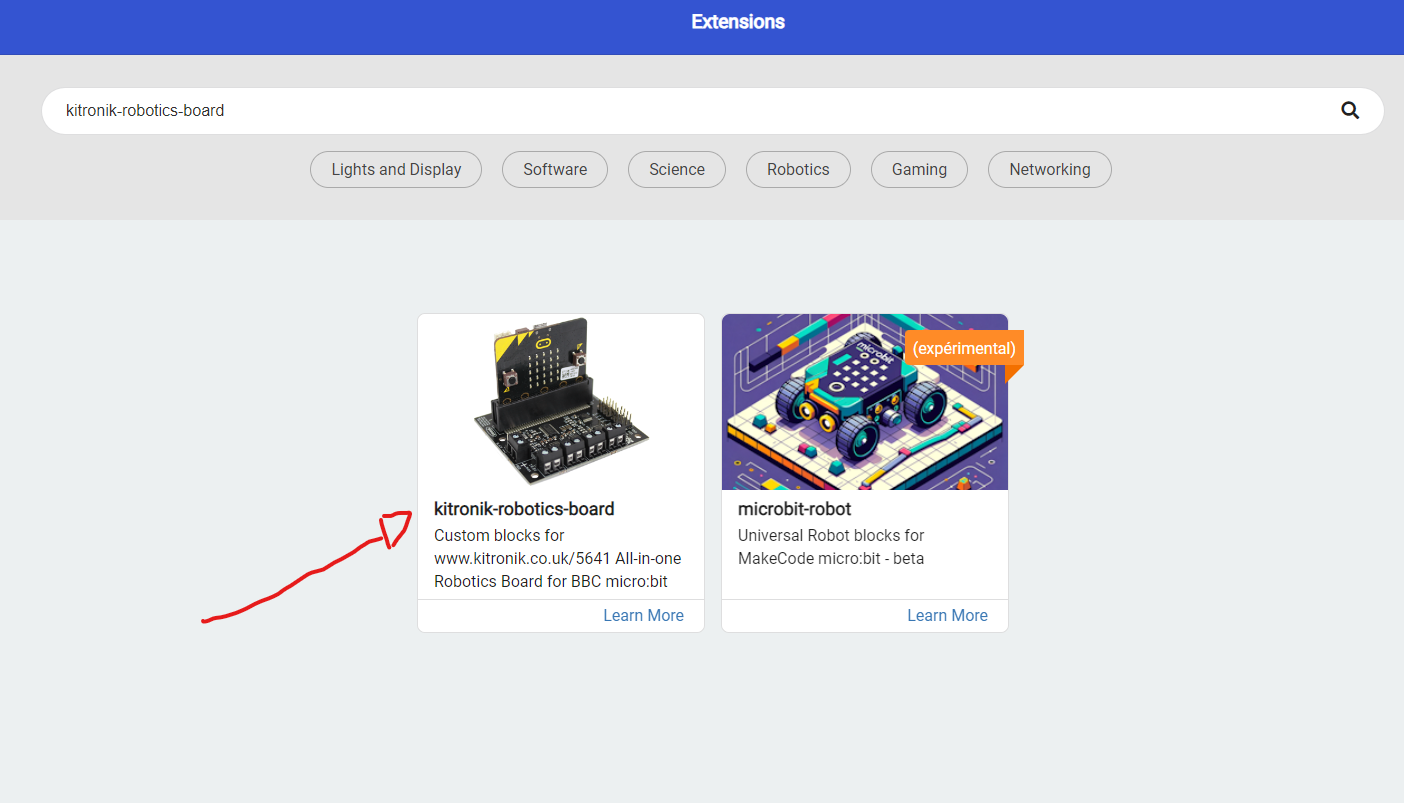 Extensions
kitronik-robotics-board
Lights and Display
Software
Science
Robotics
Gaming
Networking
kitronik-robotics-board
Custom blocks for
www.kitronik.co.uk/5641 All-in-one
Robotics Board for BBC micro:bit
Learn More
microbit
(expérimental)
microbit-robot
Universal Robot blocks for
MakeCode micro:bit - beta
Learn More